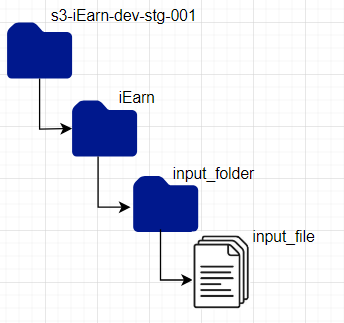 s3-iEarn-dev-stg-001
iEarn
input_folder
input_file